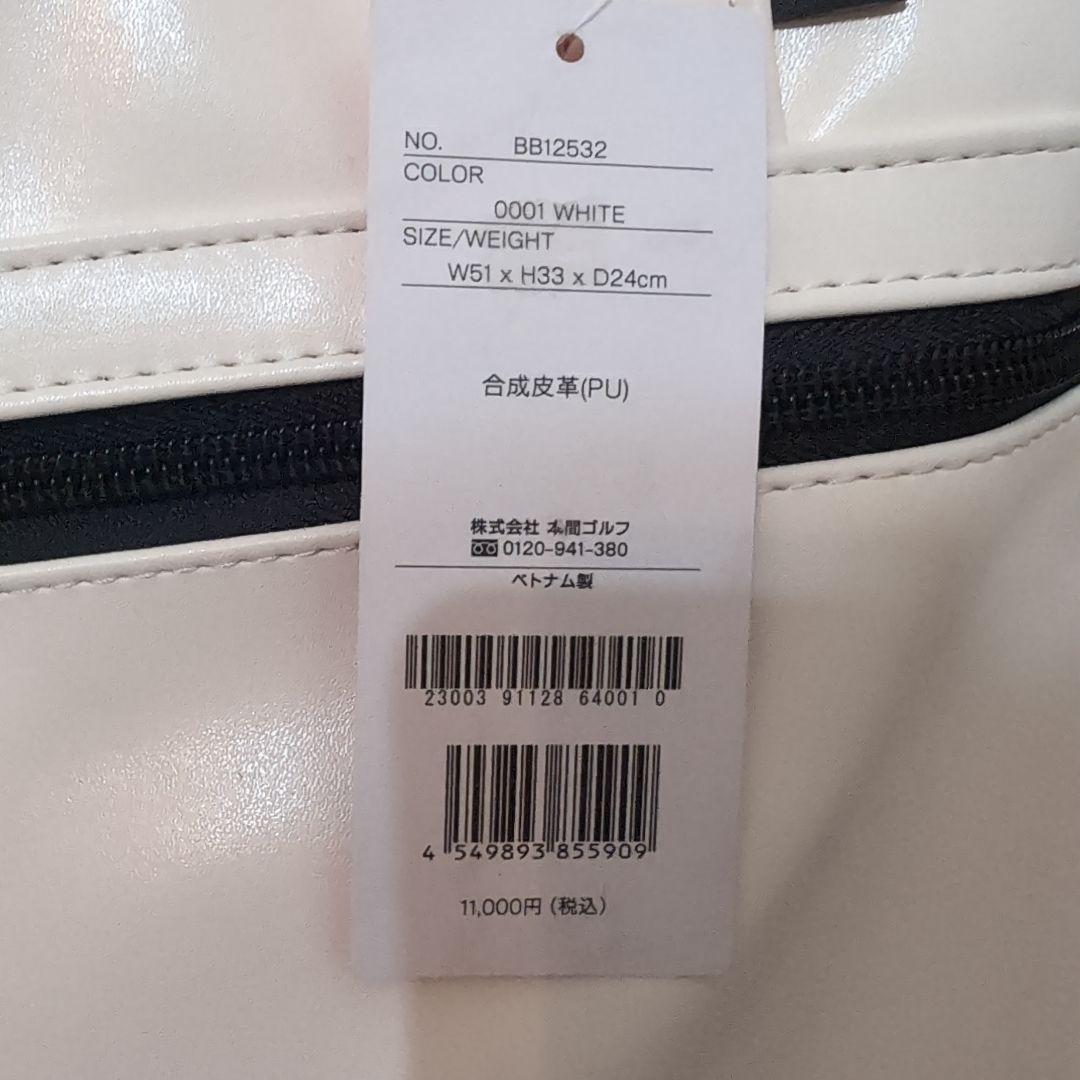 NO. BB12532
COLOR
0001 WHITE
SIZE/WEIGHT
W51 x H33 x D24cm
合成皮革(PU)
株式会社 本間ゴルフ
0120-941-380
ベトナム製
23003 91128 64001 0
4 549893 855909
11,000円 (税込)